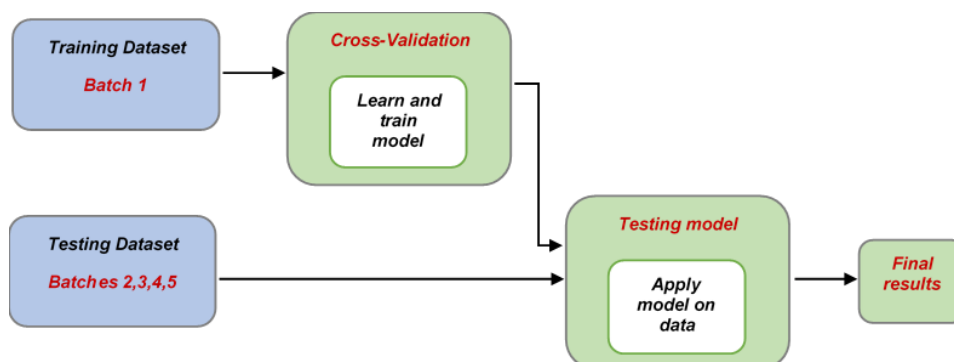 Training Dataset
Batch 1
Cross-Validation
Learn and
train
model
Testing Dataset
Batches 2,3,4,5
Testing model
Apply
model on
data
Final
results